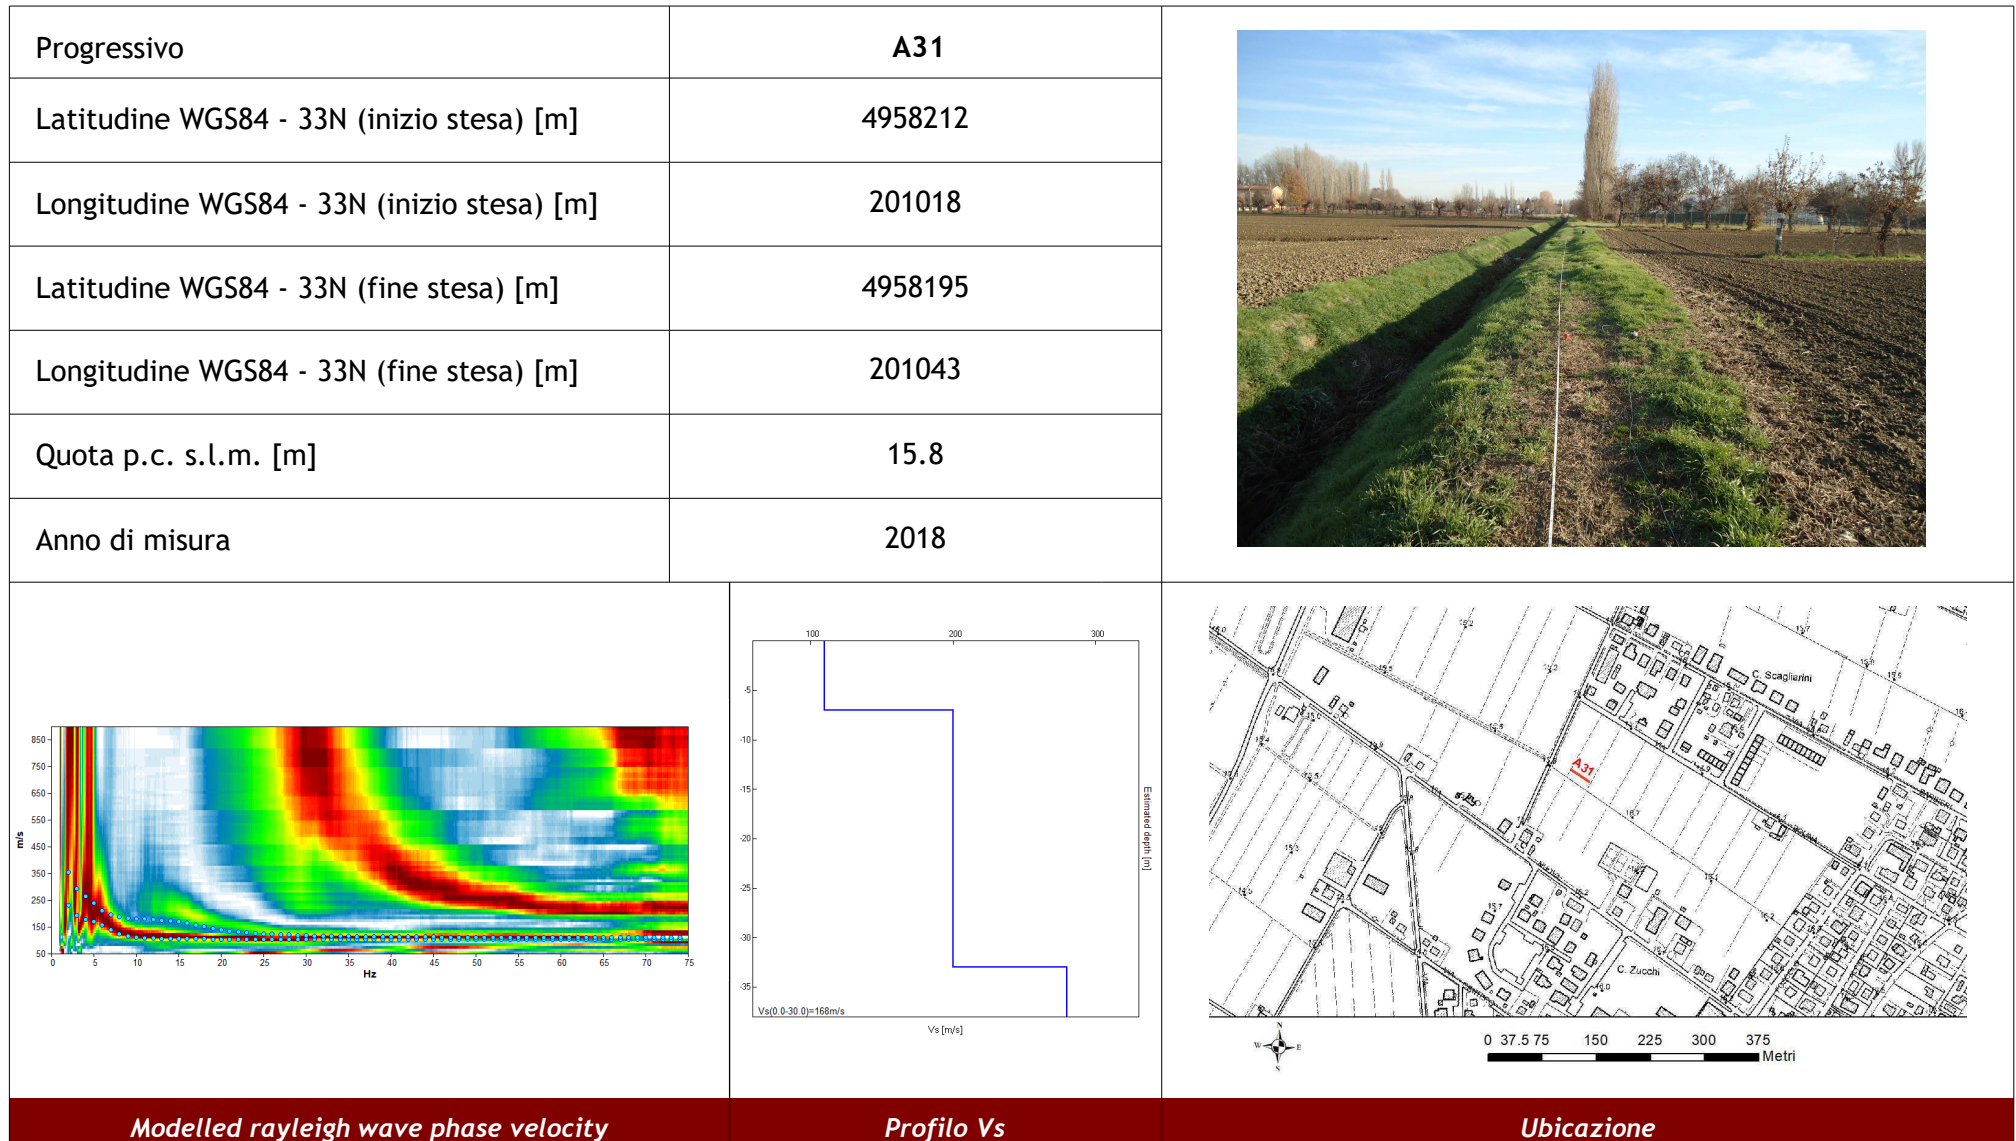 Progressivo A31
Latitudine WGS84 - 33N (inizio stesa) [m] 4958212
Longitudine WGS84 - 33N (inizio stesa) [m] 201018
Latitudine WGS84 - 33N (fine stesa) [m] 4958195
Longitudine WGS84 - 33N (fine stesa) [m] 201043
Quota p.c. s.l.m. [m] 15.8
Anno di misura 2018
850
750
650
550
450
350
250
150
50
m/s
0 5 10 15 20 25 30 35 40 45 50 55 60 65 70 75
Hz
100 200 300
-5
-10
-15
-20
-25
-30
-35
Estimated depth [m]
Vs(0.0-30.0)=168m/s
Vs [m/s]
C. Scagliarini
A31
C. Zucchi
N
W E
S
0 37.5 75 150 225 300 375
Metri
Modelled rayleigh wave phase velocity
Profilo Vs
Ubicazione